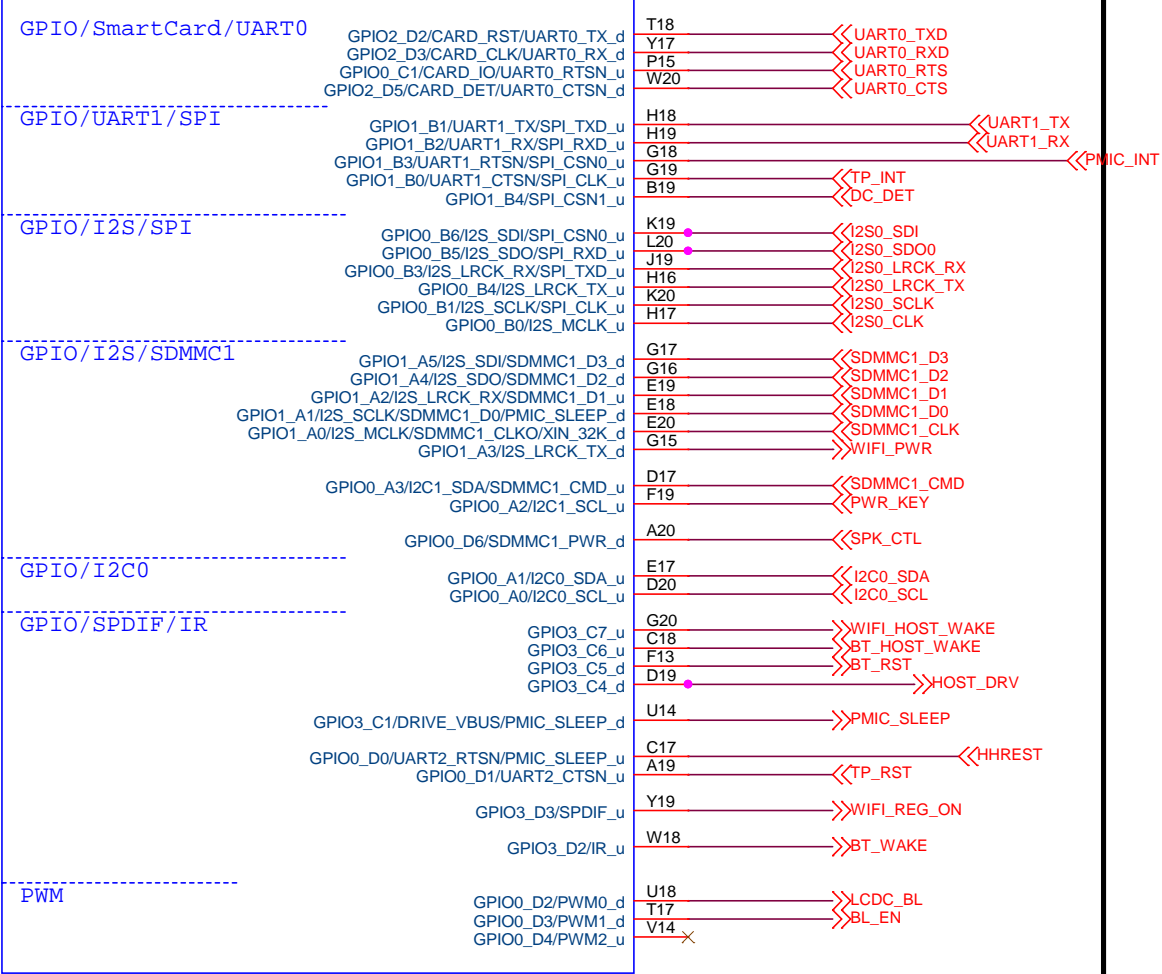 GPIO/SmartCard/UART0
GPIO2_D2/CARD_RST/UART0_TX_d T18 UART0_TXD
GPIO2_D3/CARD_CLK/UART0_RX_d Y17 UART0_RXD
GPIO0_C1/CARD_IO/UART0_RTSN_u P15 UART0_RTS
GPIO2_D5/CARD_DET/UART0_CTSN_d W20 UART0_CTS
GPIO/UART1/SPI
GPIO1_B1/UART1_TX/SPI_TXD_u H18 UART1_TX
GPIO1_B2/UART1_RX/SPI_RXD_u H19 UART1_RX
GPIO1_B3/UART1_RTSN/SPI_CSN0_u G18 PMIC_INT
GPIO1_B0/UART1_CTSN/SPI_CLK_u G19 TP_INT
GPIO1_B4/SPI_CSN1_u B19 DC_DET
GPIO/I2S/SPI
GPIO0_B6/I2S_SDI/SPI_CSN0_u K19 I2S0_SDI
GPIO0_B5/I2S_SDO/SPI_RXD_u L20 I2S0_SDO0
GPIO0_B3/I2S_LRCK_RX/SPI_TXD_u J19 I2S0_LRCK_RX
GPIO0_B4/I2S_LRCK_TX_u H16 I2S0_LRCK_TX
GPIO0_B1/I2S_SCLK/SPI_CLK_u K20 I2S0_SCLK
GPIO0_B0/I2S_MCLK_u H17 I2S0_CLK
GPIO/I2S/SDMMC1
GPIO1_A5/I2S_SDI/SDMMC1_D3_d G17 SDMMC1_D3
GPIO1_A4/I2S_SDO/SDMMC1_D2_d G16 SDMMC1_D2
GPIO1_A2/I2S_LRCK_RX/SDMMC1_D1_u E19 SDMMC1_D1
GPIO1_A1/I2S_SCLK/SDMMC1_D0/PMIC_SLEEP_d E18 SDMMC1_D0
GPIO1_A0/I2S_MCLK/SDMMC1_CLKO/XIN_32K_d E20 SDMMC1_CLK
GPIO1_A3/I2S_LRCK_TX_d G15 WIFI_PWR
GPIO0_A3/I2C1_SDA/SDMMC1_CMD_u D17 SDMMC1_CMD
GPIO0_A2/I2C1_SCL_u F19 PWR_KEY
GPIO0_D6/SDMMC1_PWR_d A20 SPK_CTL
GPIO/I2C0
GPIO0_A1/I2C0_SDA_u E17 I2C0_SDA
GPIO0_A0/I2C0_SCL_u D20 I2C0_SCL
GPIO/SPDIF/IR
GPIO3_C7_u G20 WIFI_HOST_WAKE
GPIO3_C6_u C18 BT_HOST_WAKE
GPIO3_C5_d F13 BT_RST
GPIO3_C4_d D19 HOST_DRV
GPIO3_C1/DRIVE_VBUS/PMIC_SLEEP_d U14 PMIC_SLEEP
GPIO0_D0/UART2_RTSN/PMIC_SLEEP_u C17 HHREST
GPIO0_D1/UART2_CTSN_u A19 TP_RST
GPIO3_D3/SPDIF_u Y19 WIFI_REG_ON
GPIO3_D2/IR_u W18 BT_WAKE
PWM
GPIO0_D2/PWM0_d U18 LCDC_BL
GPIO0_D3/PWM1_d T17 BL_EN
GPIO0_D4/PWM2_u V14